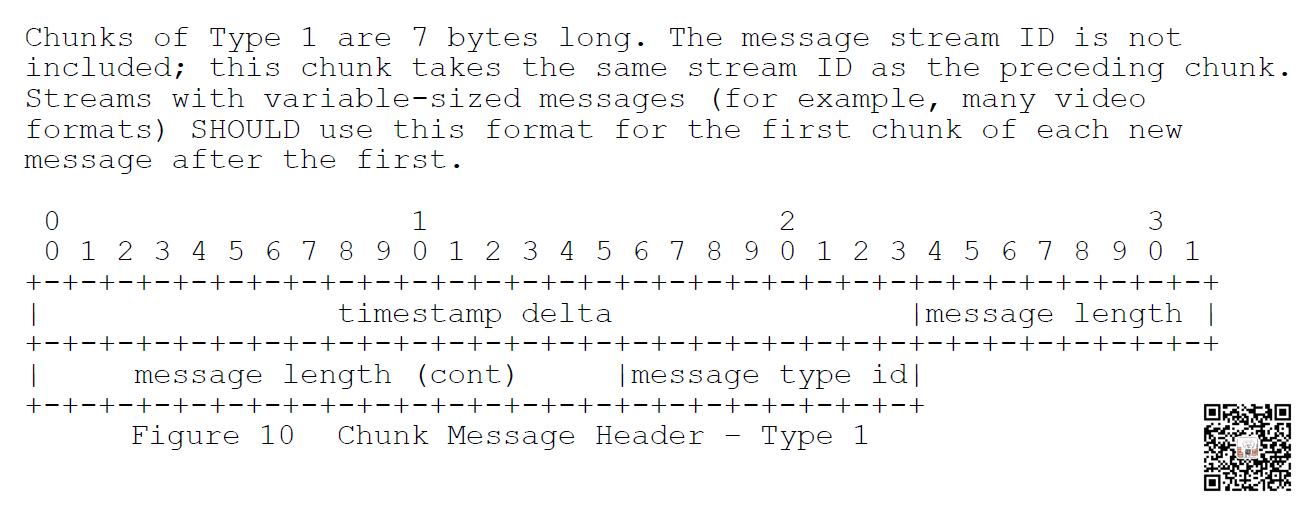 Chunks of Type 1 are 7 bytes long. The message stream ID is not
included; this chunk takes the same stream ID as the preceding chunk.
Streams with variable-sized messages (for example, many video
formats) SHOULD use this format for the first chunk of each new
message after the first.
0                   1                   2                   3
0 1 2 3 4 5 6 7 8 9 0 1 2 3 4 5 6 7 8 9 0 1 2 3 4 5 6 7 8 9 0 1
+-+-+-+-+-+-+-+-+-+-+-+-+-+-+-+-+-+-+-+-+-+-+-+-+-+-+-+-+-+-+-+-+
|                timestamp delta                |message length |
+-+-+-+-+-+-+-+-+-+-+-+-+-+-+-+-+-+-+-+-+-+-+-+-+-+-+-+-+-+-+-+-+
|     message length (cont)     |message type id|
+-+-+-+-+-+-+-+-+-+-+-+-+-+-+-+-+-+-+-+-+-+-+-+-+
Figure 10  Chunk Message Header – Type 1